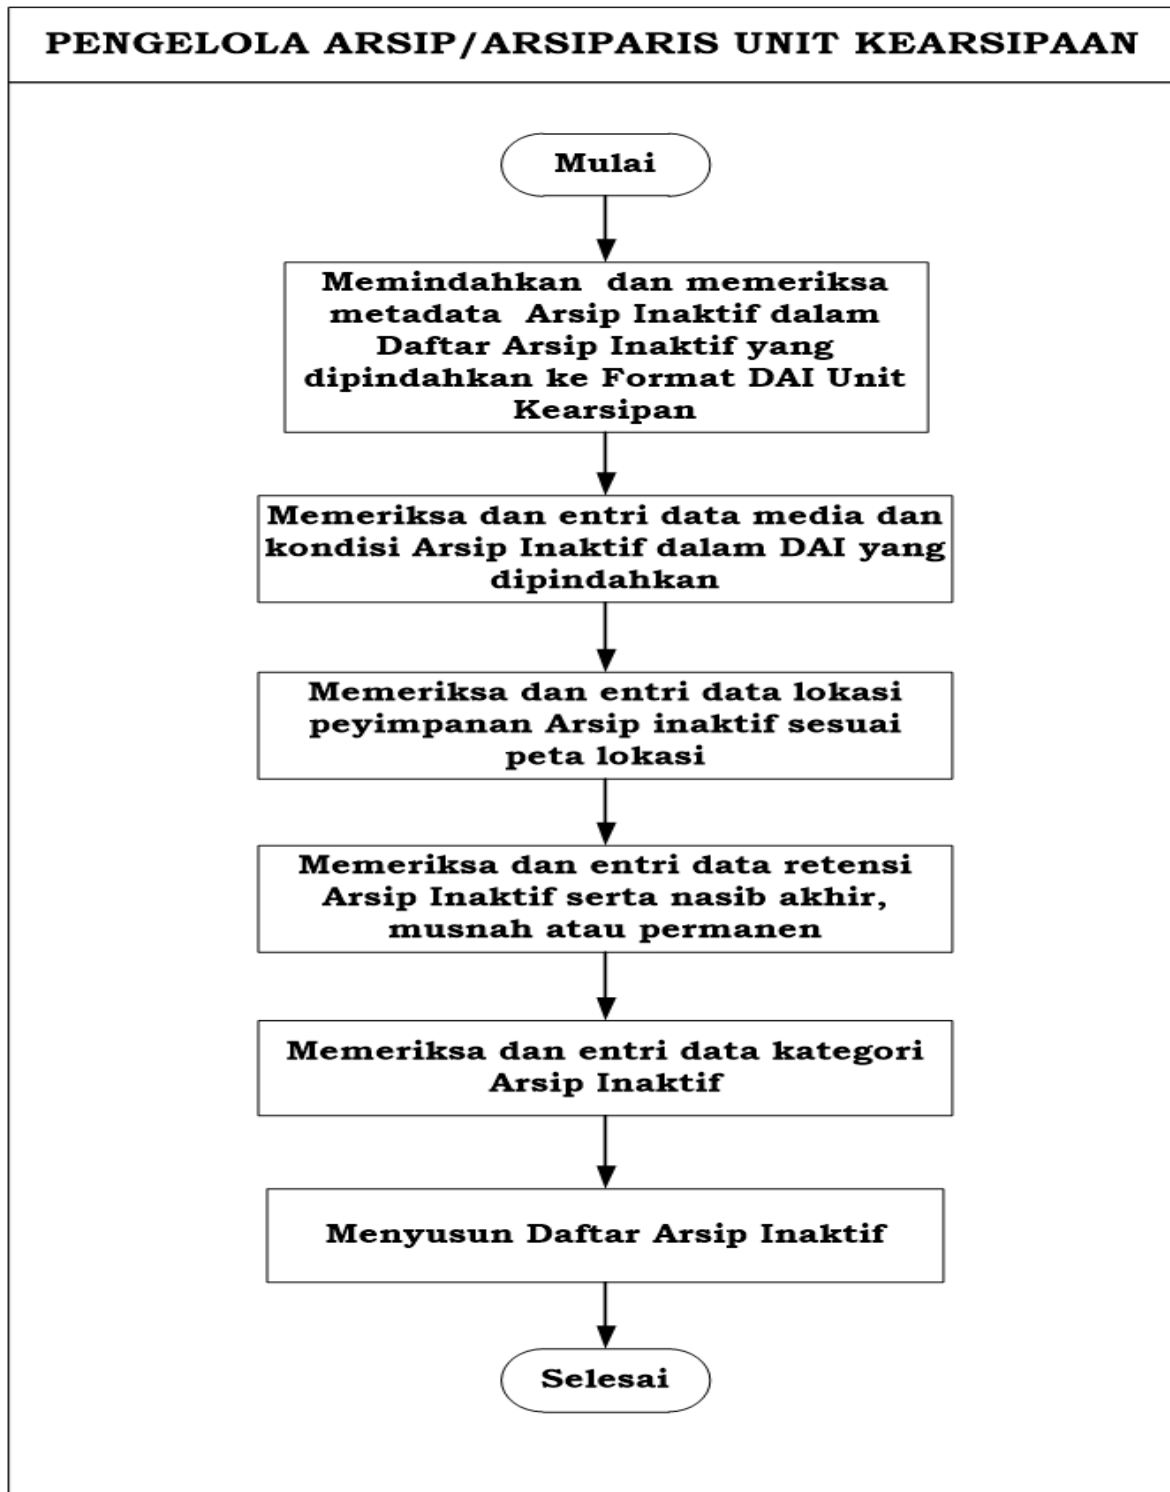 PENGELOLA ARSIP/ARSIPARIS UNIT KEARSIPAAN
Mulai
Memindahkan dan memeriksa
metadata Arsip Inaktif dalam
Daftar Arsip Inaktif yang
dipindahkan ke Format DAI Unit
Kearsipan
Memeriksa dan entri data media dan
kondisi Arsip Inaktif dalam DAI yang
dipindahkan
Memeriksa dan entri data lokasi
peyimpanan Arsip inaktif sesuai
peta lokasi
Memeriksa dan entri data retensi
Arsip Inaktif serta nasib akhir,
musnah atau permanen
Memeriksa dan entri data kategori
Arsip Inaktif
Menyusun Daftar Arsip Inaktif
Selesai